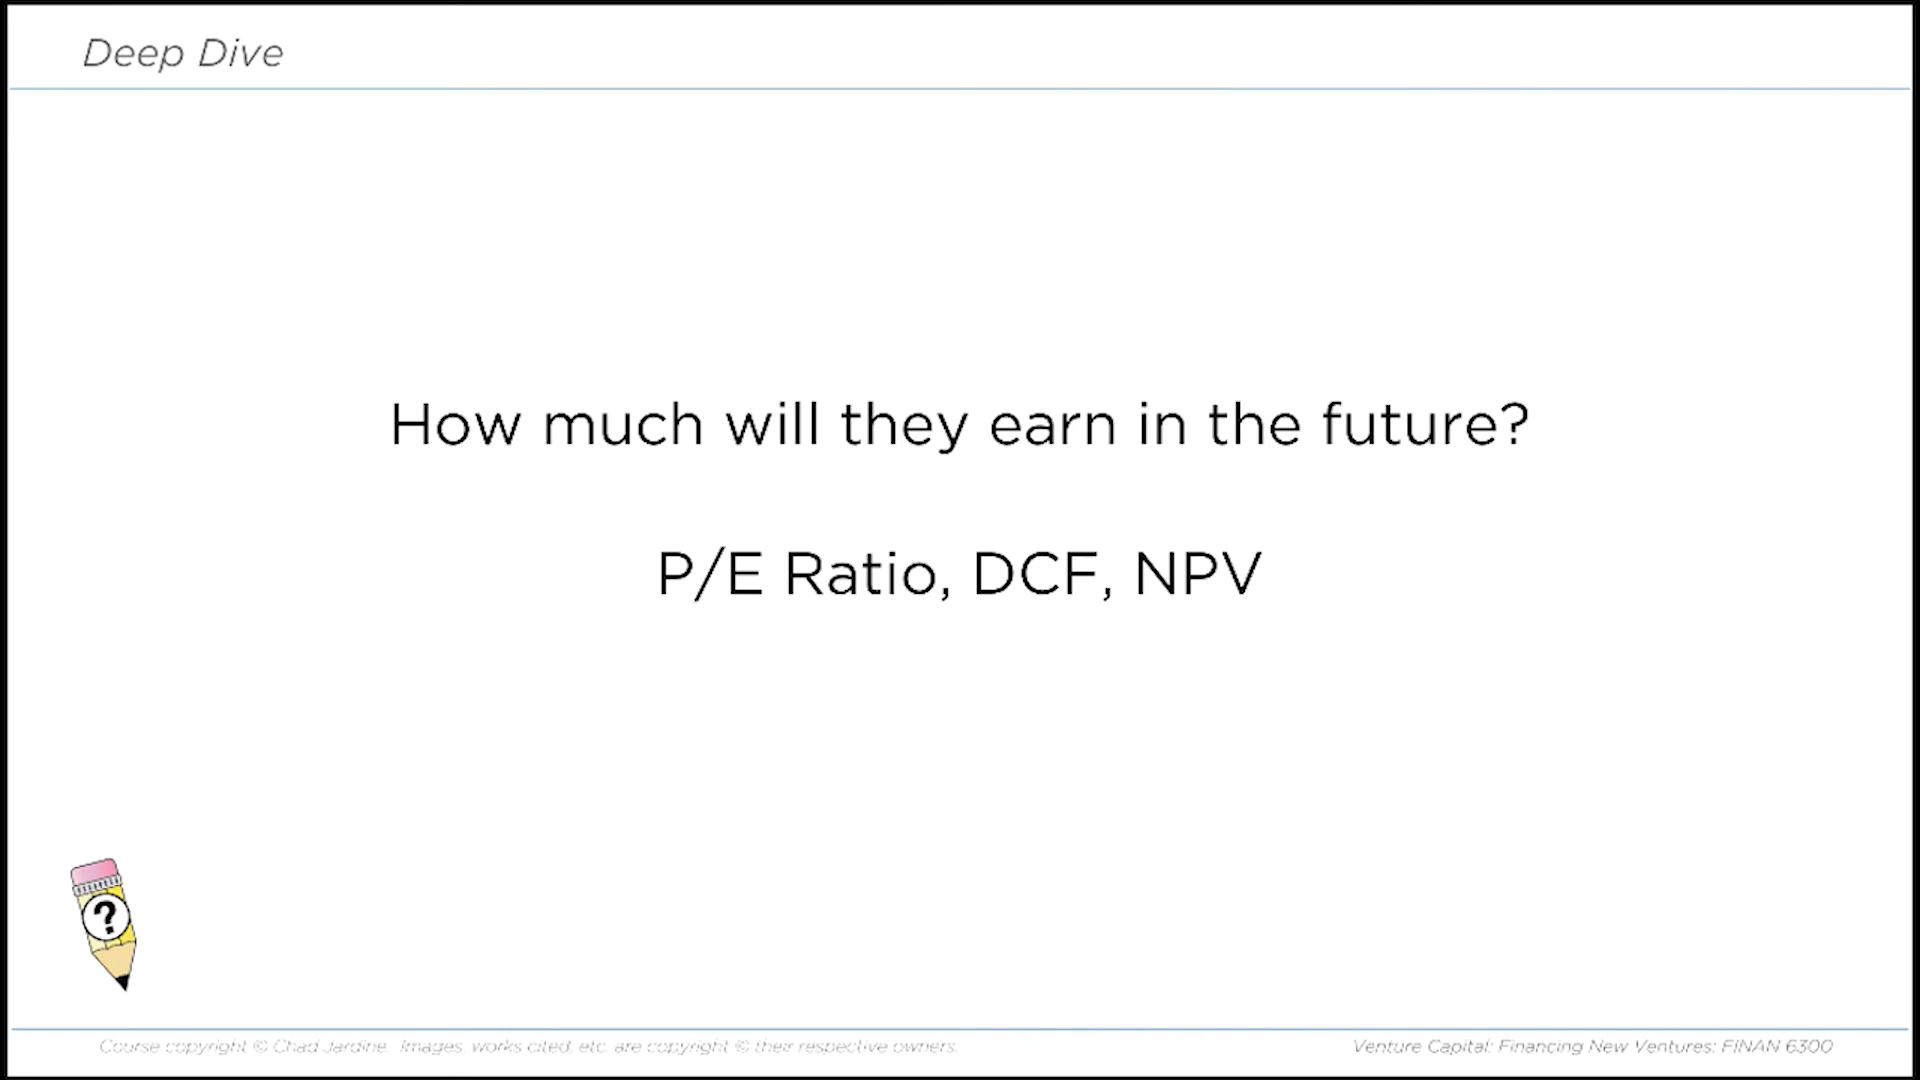 Deep Dive
How much will they earn in the future?
P/E Ratio, DCF, NPV
?
Course copyright © Chad Jardine. Images, works cited, etc. are copyright © their respective owners.
Venture Capital: Financing New Ventures: FINAN 6300